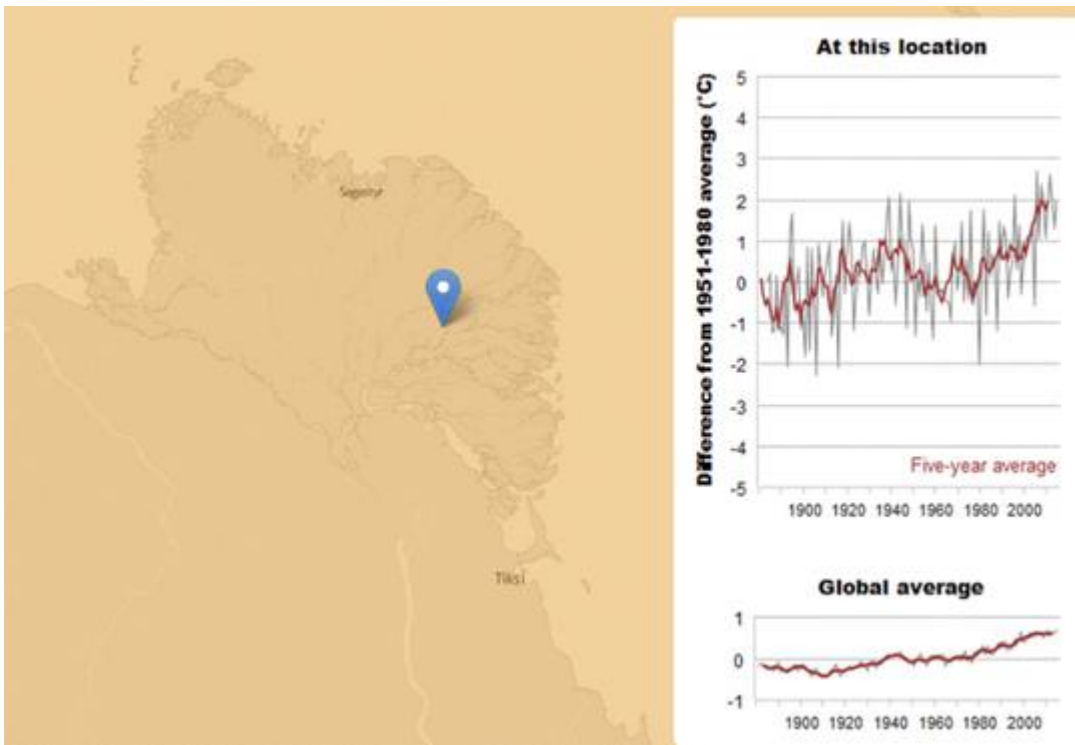 Sagastyr
Tiksi
At this location
Difference from 1951-1980 average (°C)
5
4
3
2
1
0
-1
-2
-3
-4
-5
Five-year average
1900 1920 1940 1960 1980 2000
Global average
1
0
-1
1900 1920 1940 1960 1980 2000